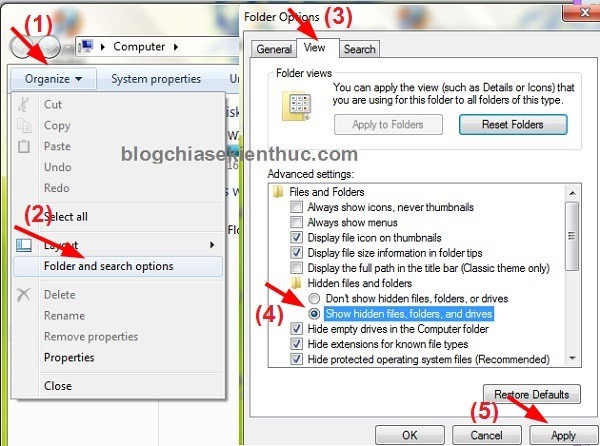 (1)
Computer
Organize
System properties
Cut
Copy
Paste
Undo
Redo
(2)
Select all
Layout
Folder and search options
Delete
Rename
Remove properties
Properties
Close
blogchiasekienthuc.com
Folder Options
(3)
General
View
Search
Folder views
You can apply the view (such as Details or Icons) that
you are using for this folder to all folders of this type.
Apply to Folders
Reset Folders
Advanced settings:
Files and Folders
Always show icons, never thumbnails
Always show menus
Display file icon on thumbnails
Display file size information in folder tips
Display the full path in the title bar (Classic theme only)
Hidden files and folders
Don't show hidden files, folders, or drives
(4)
Show hidden files, folders, and drives
Hide empty drives in the Computer folder
Hide extensions for known file types
Hide protected operating system files (Recommended)
Restore Defaults
(5)
OK
Cancel
Apply